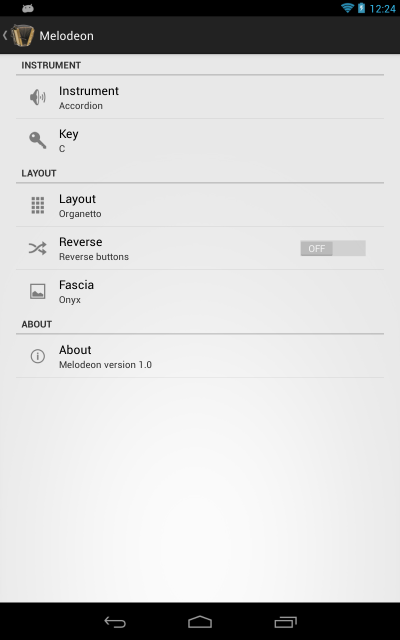 12:24
Melodeon
INSTRUMENT
Instrument
Accordion
Key
C
LAYOUT
Layout
Organetto
Reverse
Reverse buttons
OFF
Fascia
Onyx
ABOUT
About
Melodeon version 1.0